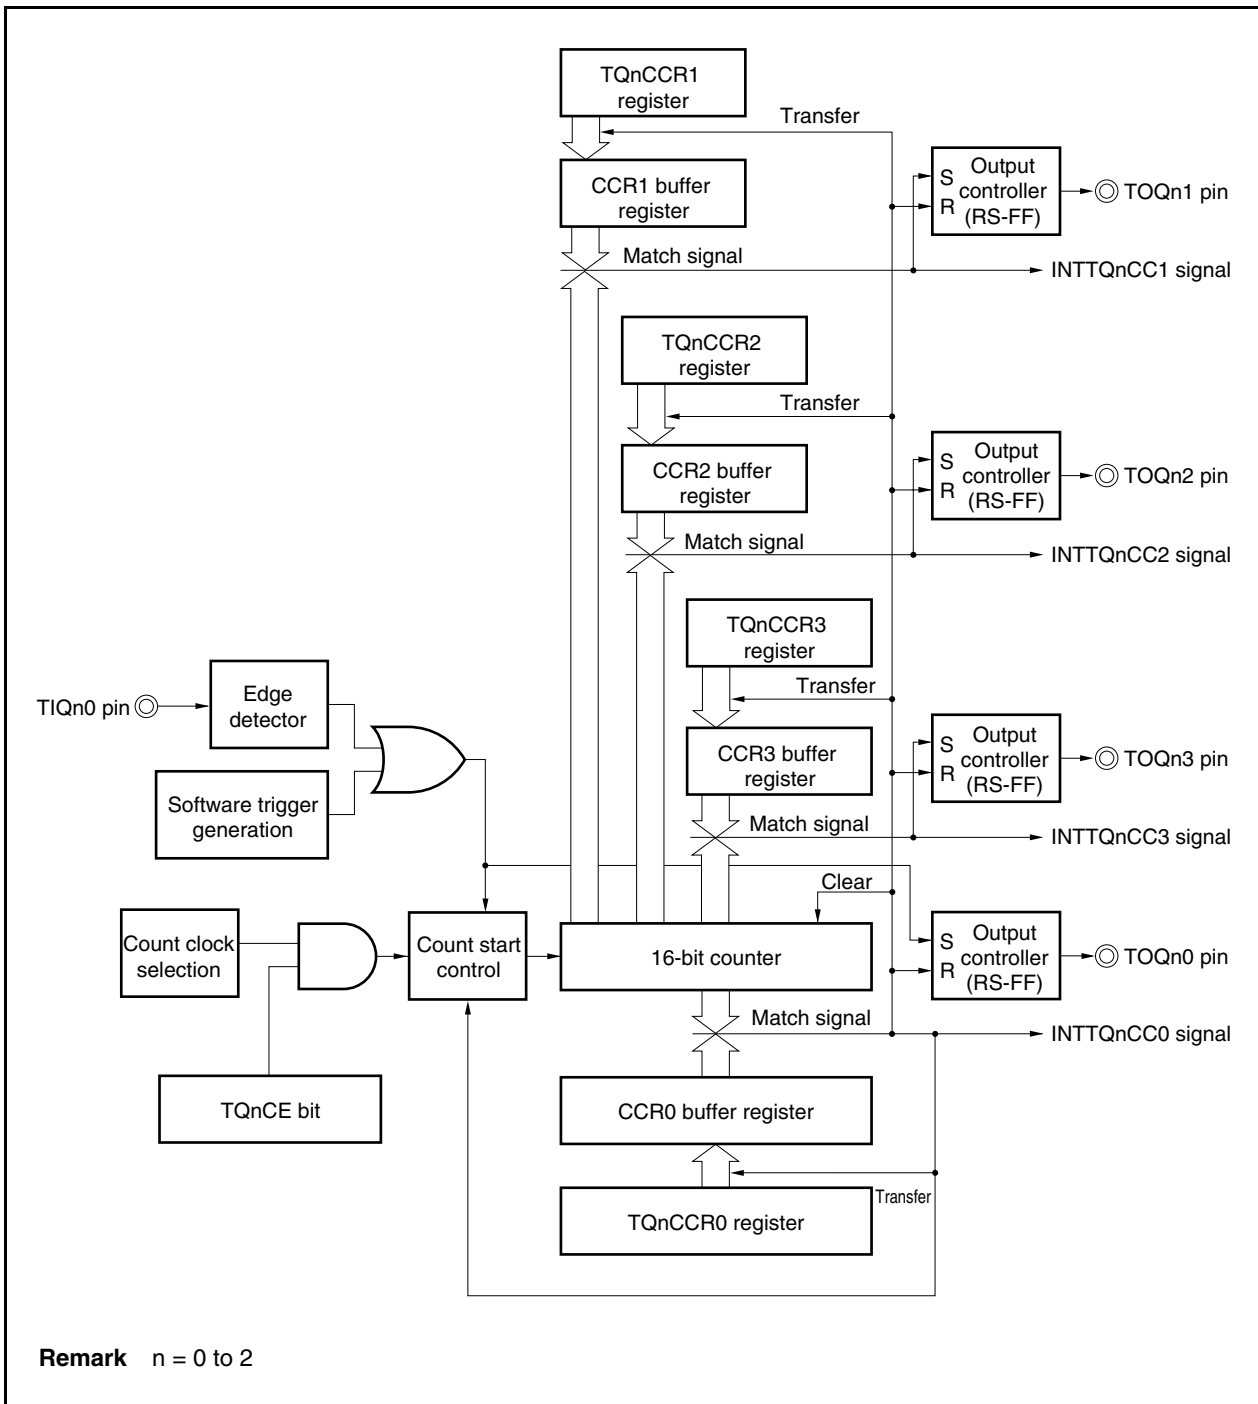 TQnCCR1
register
Transfer
CCR1 buffer
register
S
R
Output
controller
(RS-FF)
TOQn1 pin
Match signal
INTTQnCC1 signal
TQnCCR2
register
Transfer
CCR2 buffer
register
S
R
Output
controller
(RS-FF)
TOQn2 pin
Match signal
INTTQnCC2 signal
TQnCCR3
register
Transfer
TIQn0 pin
Edge
detector
CCR3 buffer
register
S
R
Output
controller
(RS-FF)
TOQn3 pin
Software trigger
generation
Match signal
INTTQnCC3 signal
Clear
Count clock
selection
Count start
control
16-bit counter
S
R
Output
controller
(RS-FF)
TOQn0 pin
Match signal
INTTQnCC0 signal
TQnCE bit
CCR0 buffer register
Transfer
TQnCCR0 register
Remark n = 0 to 2